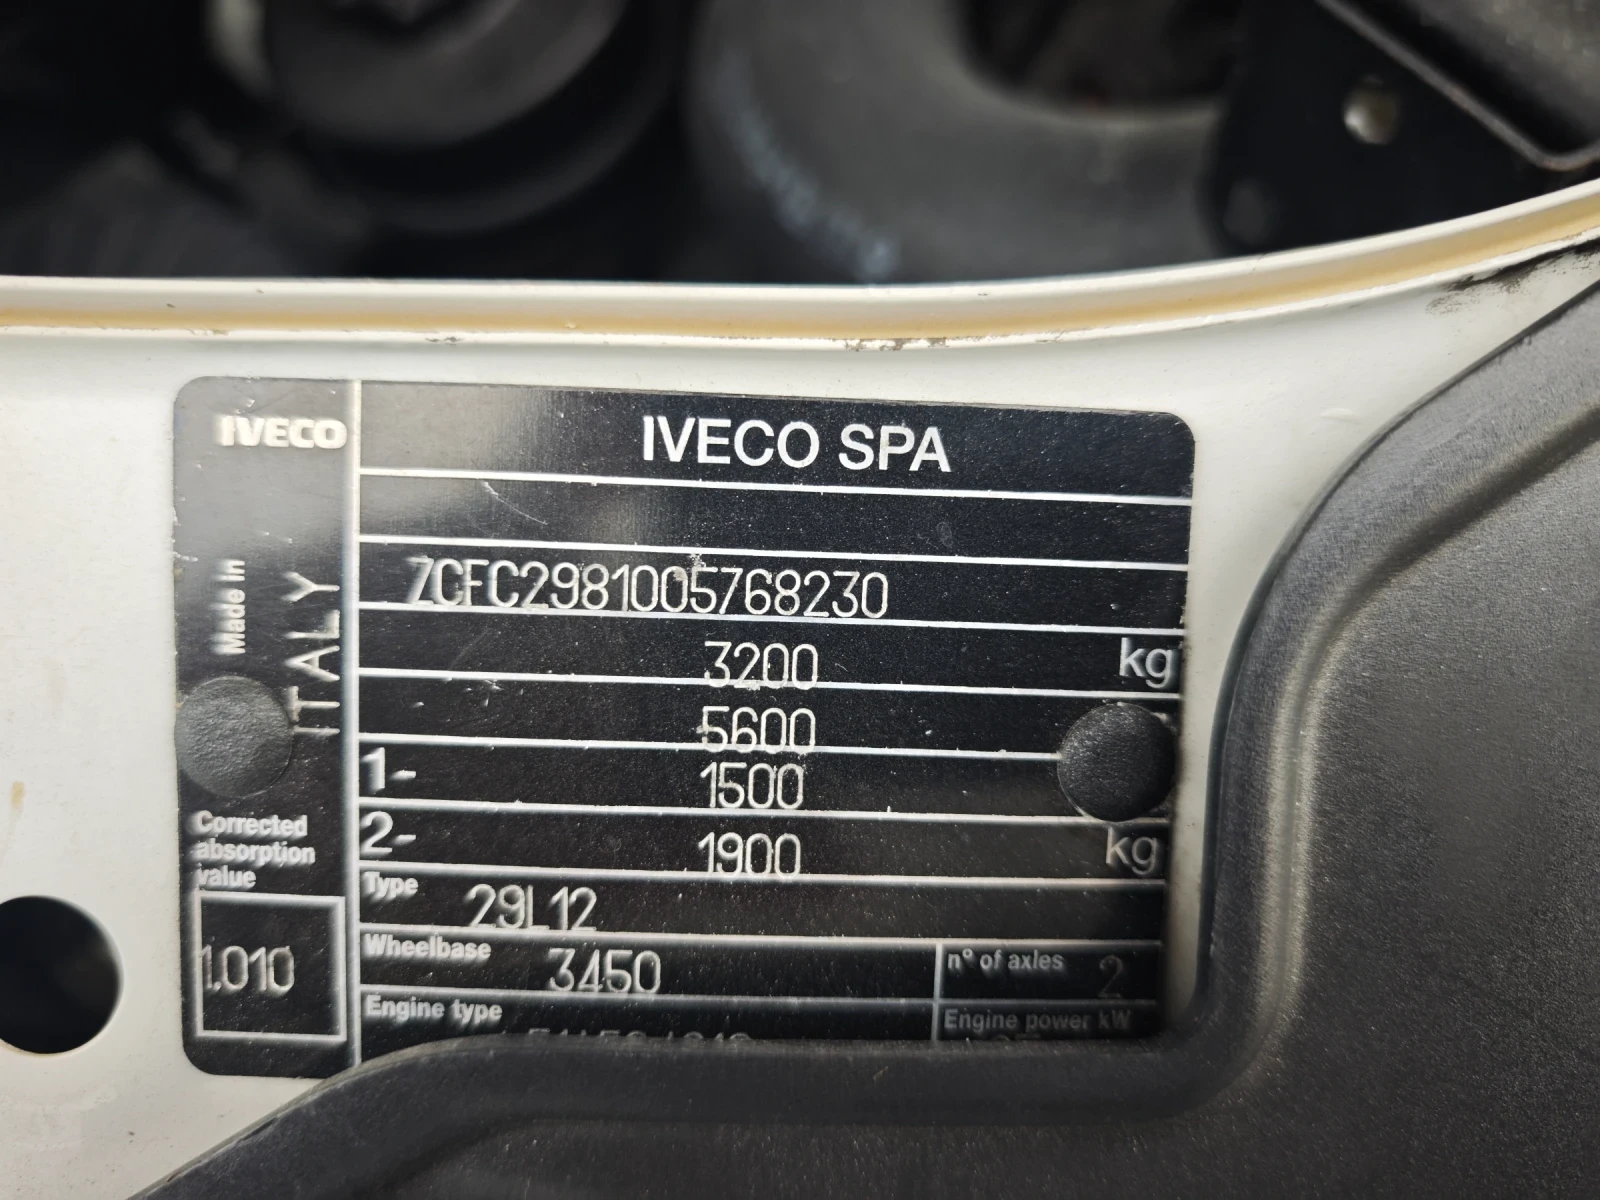 IVECO
IVECO SPA
Made in
ITALY
ZCFC2981005768230
3200 kg
5600
1- 1500
2- 1900 kg
Corrected
absorption
value
1.010
Type 29L12
Wheelbase 3450
n° of axles 2
Engine type
Engine power kW